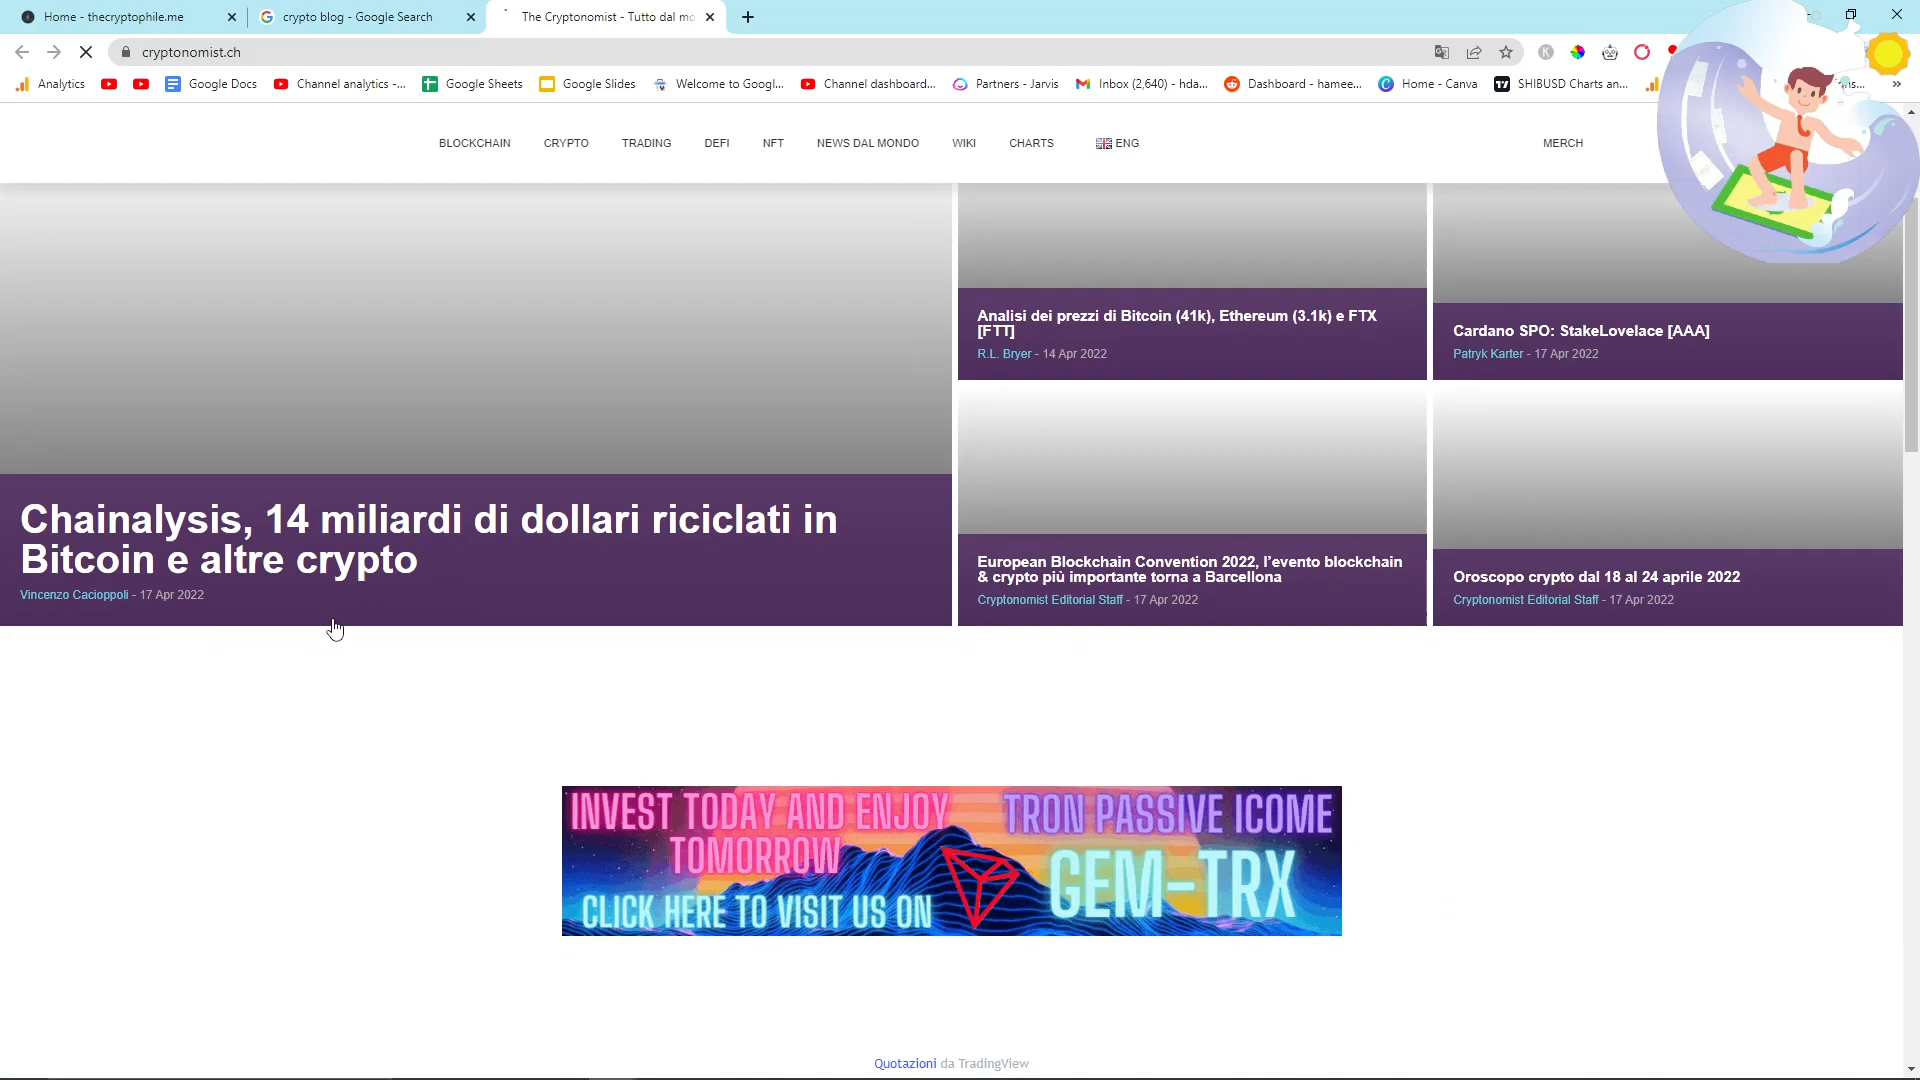 Home - thecryptophile.me
crypto blog - Google Search
The Cryptonomist - Tutto dal mo
cryptonomist.ch
Analytics
Google Docs
Channel analytics -...
Google Sheets
Google Slides
Welcome to Googl...
Channel dashboard...
Partners - Jarvis
Inbox (2,640) - hda...
Dashboard - hamee...
Home - Canva
SHIBUSD Charts an...
BLOCKCHAIN
CRYPTO
TRADING
DEFI
NFT
NEWS DAL MONDO
WIKI
CHARTS
ENG
MERCH
Chainalysis, 14 miliardi di dollari riciclati in
Bitcoin e altre crypto
Vincenzo Cacioppoli - 17 Apr 2022
Analisi dei prezzi di Bitcoin (41k), Ethereum (3.1k) e FTX
[FTT]
R.L. Bryer - 14 Apr 2022
Cardano SPO: StakeLovelace [AAA]
Patryk Karter - 17 Apr 2022
European Blockchain Convention 2022, l’evento blockchain
& crypto più importante torna a Barcellona
Cryptonomist Editorial Staff - 17 Apr 2022
Oroscopo crypto dal 18 al 24 aprile 2022
Cryptonomist Editorial Staff - 17 Apr 2022
INVEST TODAY AND ENJOY
TOMORROW
CLICK HERE TO VISIT US ON
TRON PASSIVE ICOME
GEM-TRX
Quotazioni da TradingView